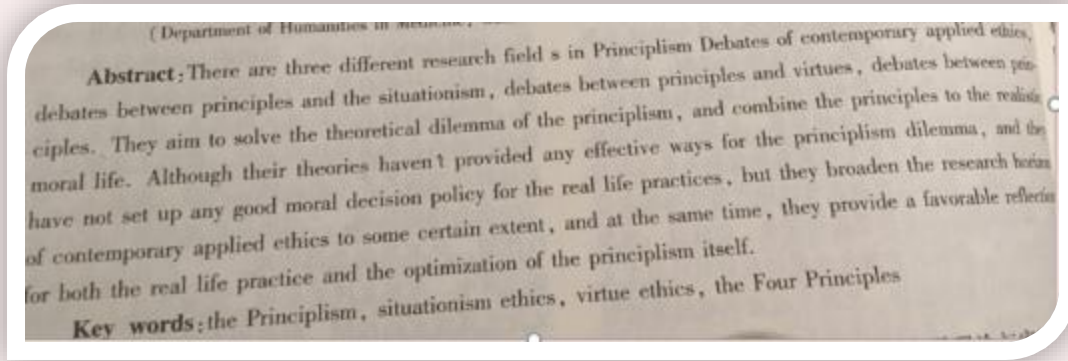 (Department of Humanities in
Abstract:There are three different research field s in Principlism Debates of contemporary applied ethics,
debates between principles and the situationism, debates between principles and virtues, debates between prin-
ciples. They aim to solve the theoretical dilemma of the principlism, and combine the principles to the realistic
moral life. Although their theories haven't provided any effective ways for the principlism dilemma, and the
have not set up any good moral decision policy for the real life practices, but they broaden the research horizon
of contemporary applied ethics to some certain extent, and at the same time, they provide a favorable reflection
for both the real life practice and the optimization of the principlism itself.
Key words:the Principlism, situationism ethics, virtue ethics, the Four Principles